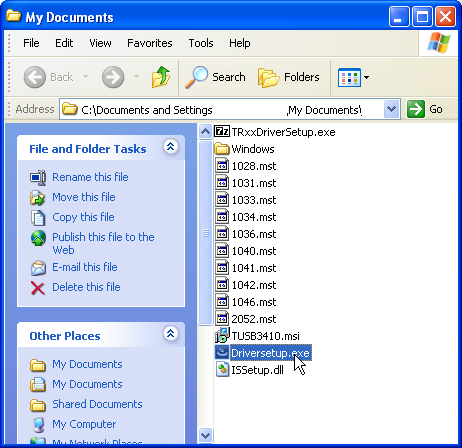 My Documents
File Edit View Favorites Tools Help
Back Search Folders
Address C:\Documents and Settings ,My Documents\ Go
File and Folder Tasks
Rename this file
Move this file
Copy this file
Publish this file to the
Web
E-mail this file
Delete this file
Other Places
My Documents
My Documents
Shared Documents
My Computer
My Network Places
7z TRxxDriverSetup.exe
Windows
1028.mst
1031.mst
1033.mst
1034.mst
1036.mst
1040.mst
1041.mst
1042.mst
1046.mst
2052.mst
TUSB3410.msi
Driversetup.exe
ISSetup.dll